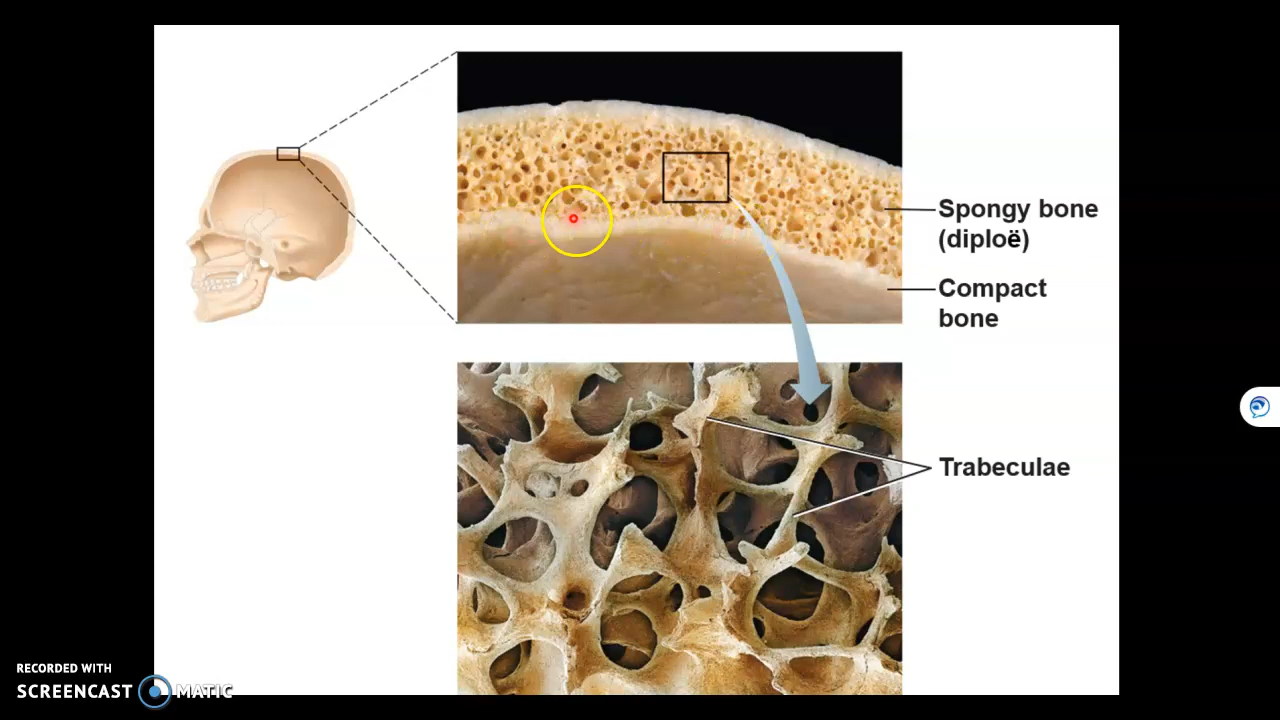 Spongy bone
(diploë)
Compact
bone
Trabeculae
RECORDED WITH
SCREENCAST MATIC